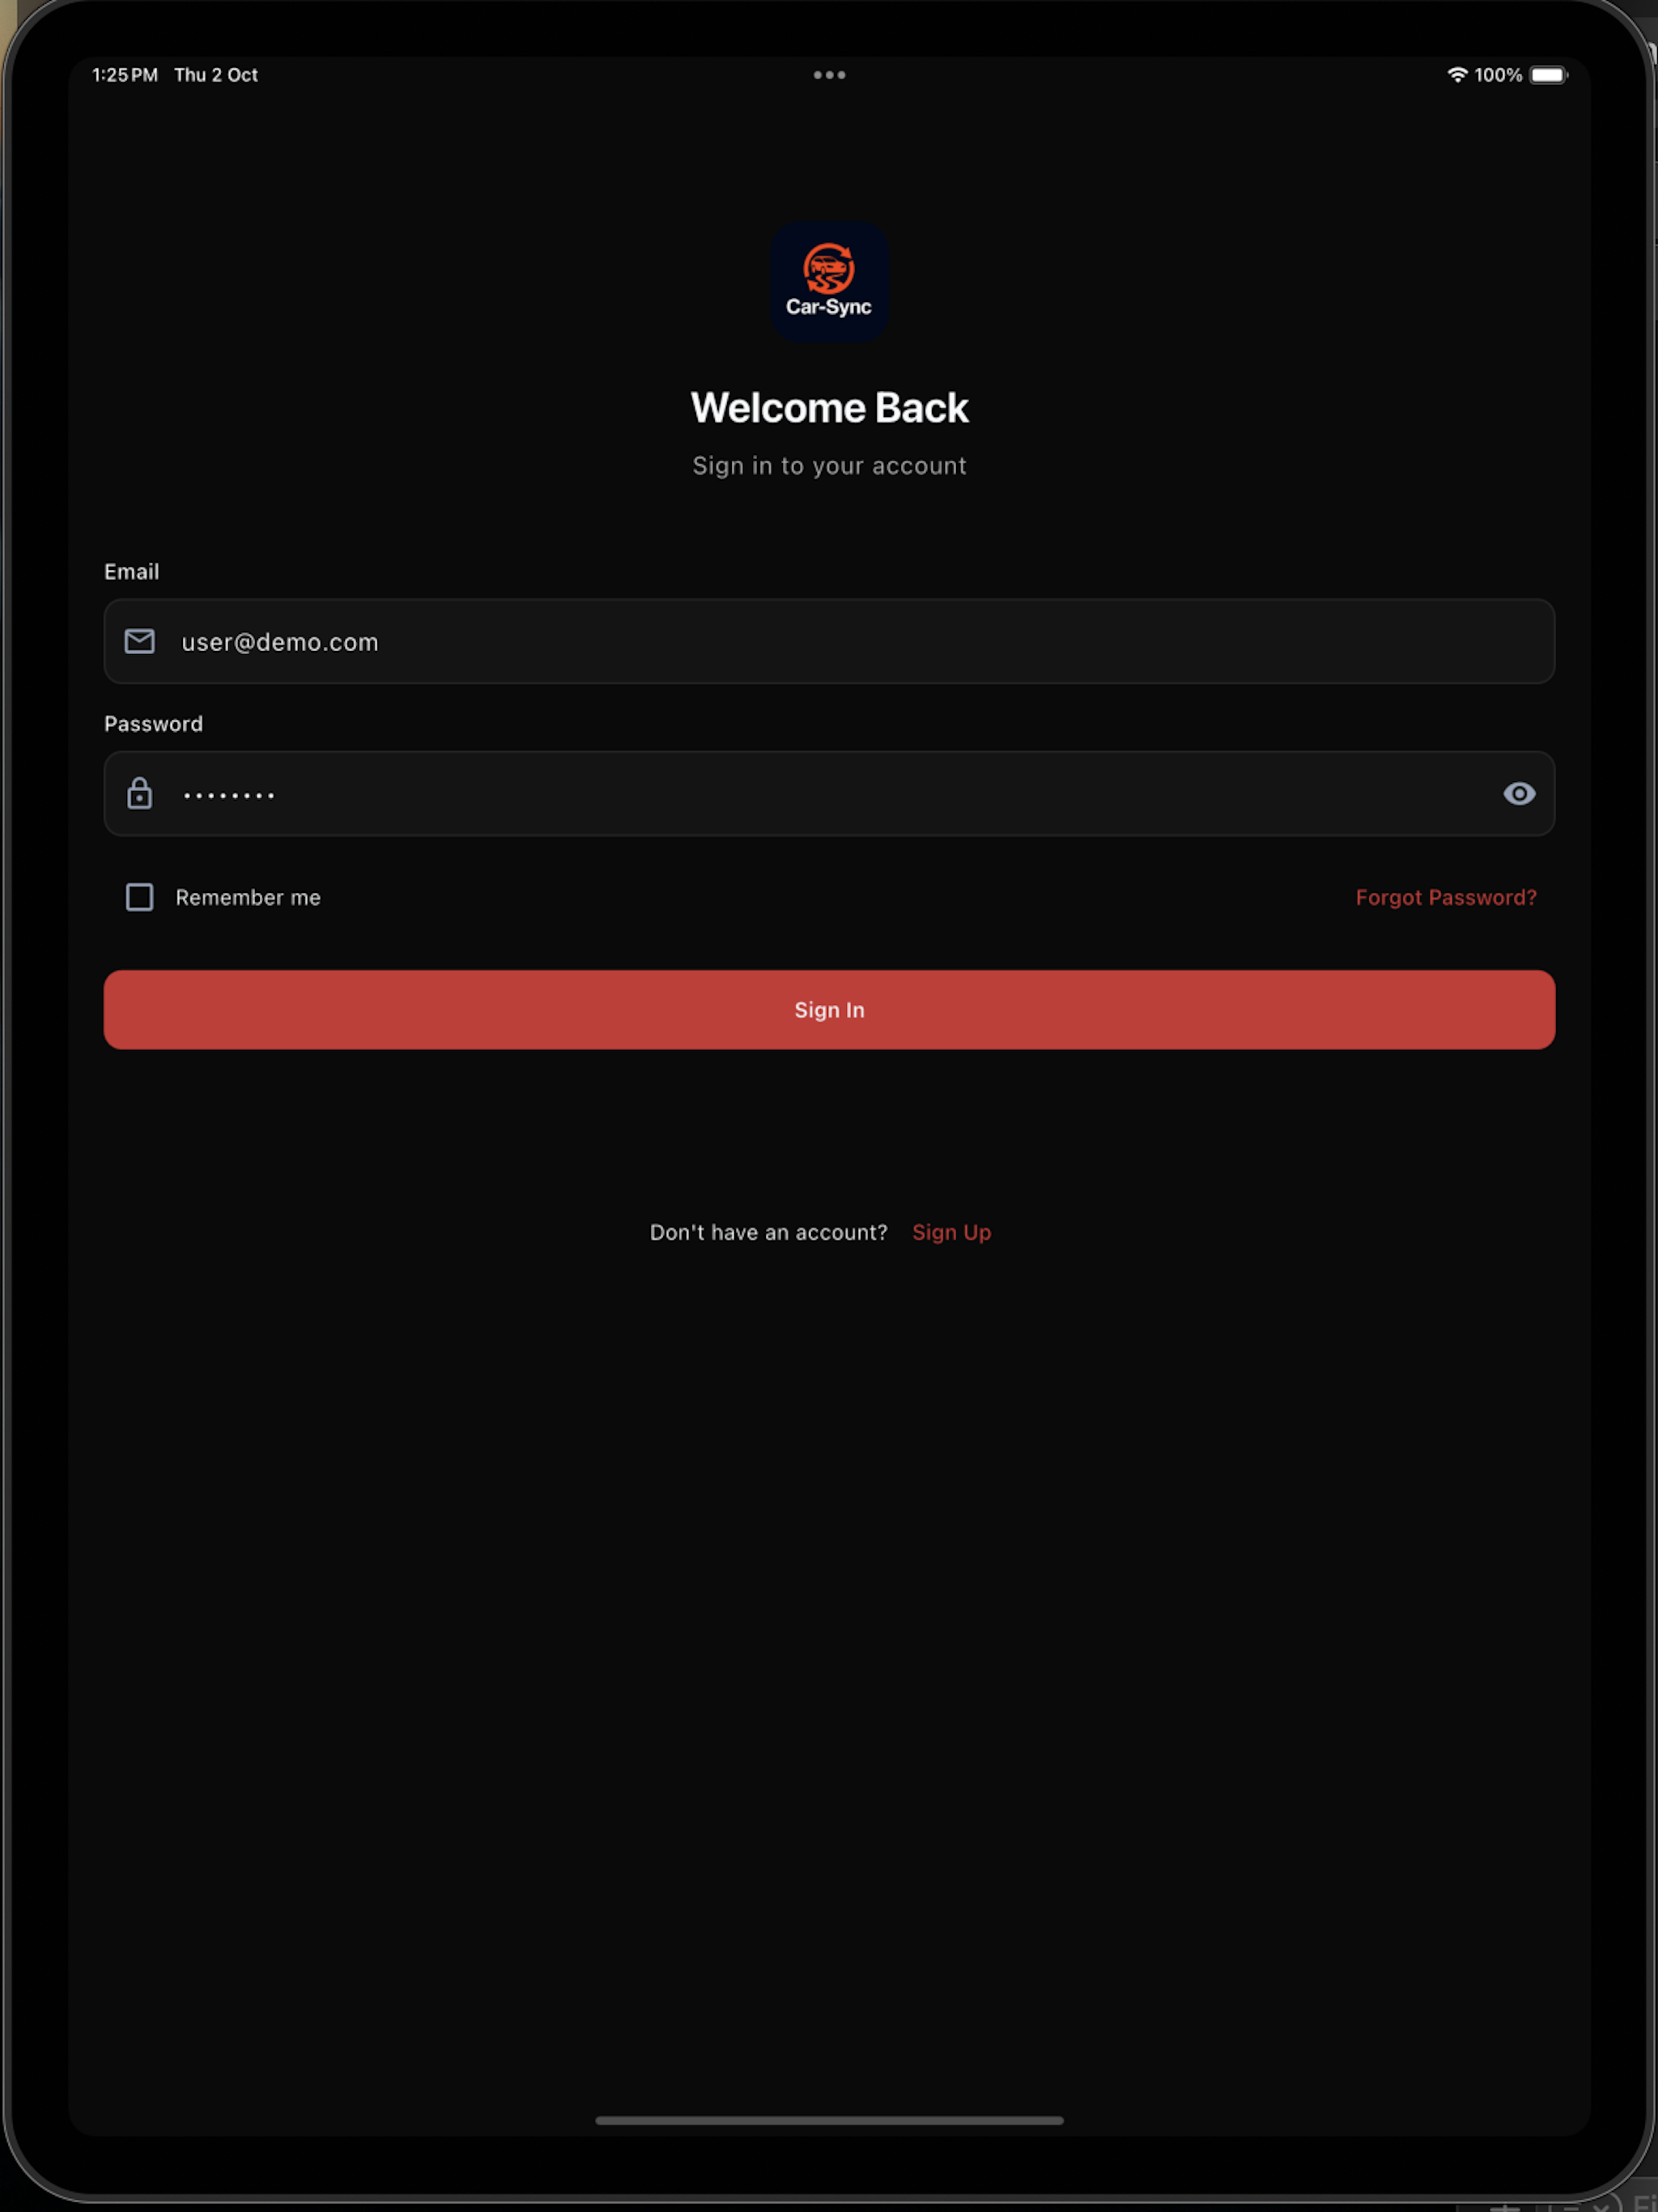 1:25 PM Thu 2 Oct
100%
Car-Sync
Welcome Back
Sign in to your account
Email
user@demo.com
Password
••••••••
Remember me
Forgot Password?
Sign In
Don't have an account? Sign Up